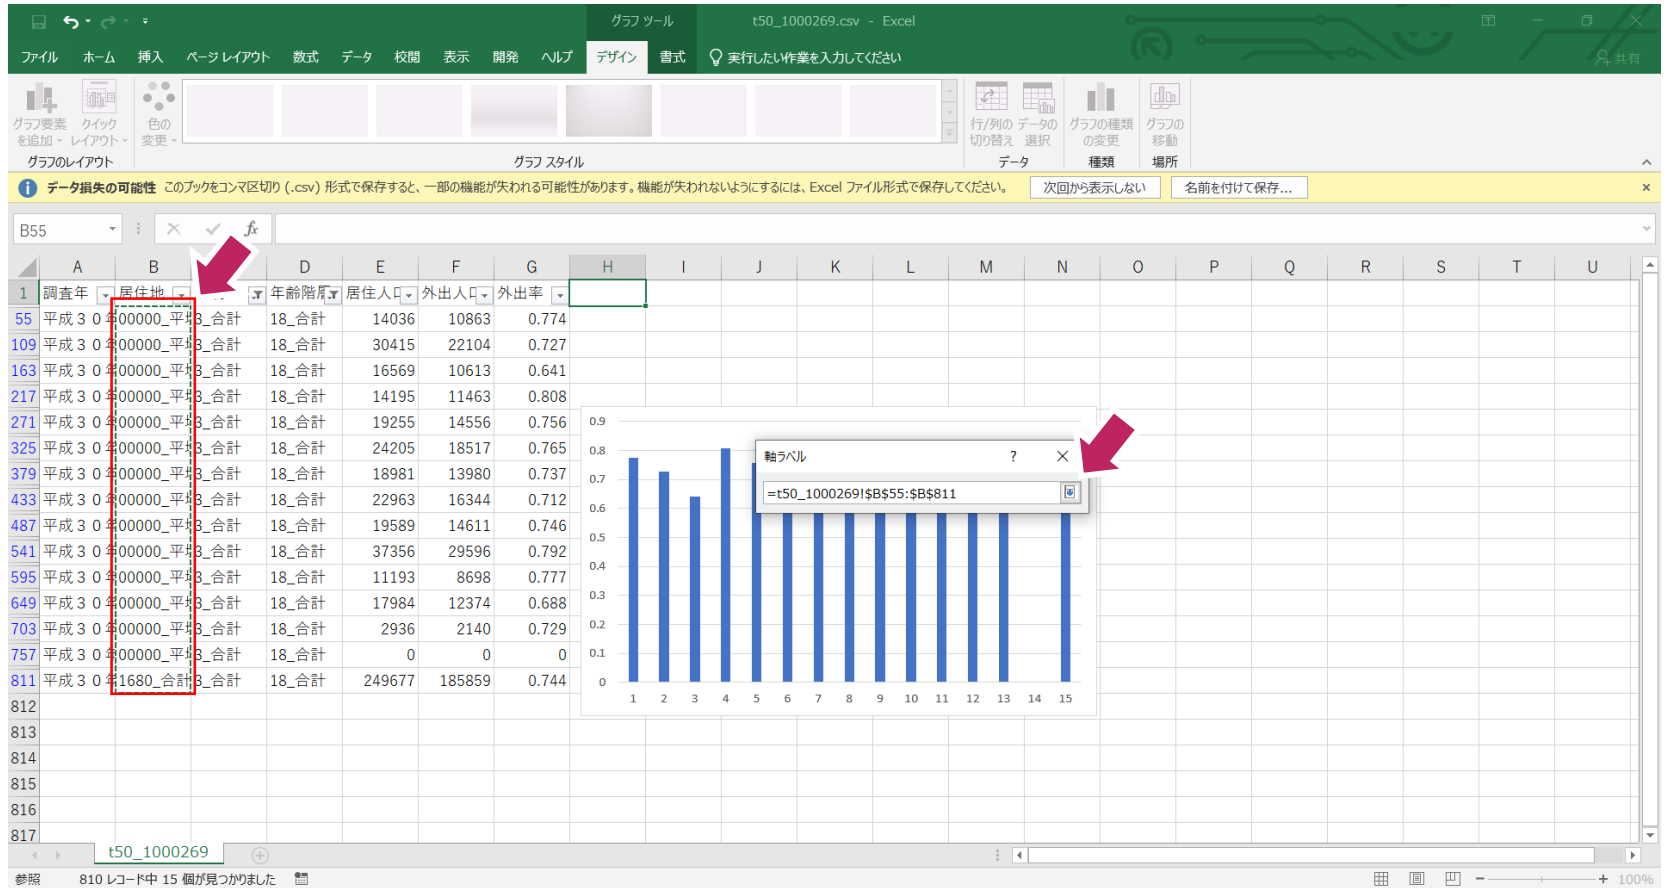 グラフ ツール t50_1000269.csv - Excel
ファイル ホーム 挿入 ページ レイアウト 数式 データ 校閲 表示 開発 ヘルプ デザイン 書式 実行したい作業を入力してください 共有
グラフ要素を追加 クイックレイアウト 色の変更 行/列の切り替え データの選択 グラフの種類の変更 グラフの移動
グラフのレイアウト グラフ スタイル データ 種類 場所
データ損失の可能性 このブックをコンマ区切り (.csv) 形式で保存すると、一部の機能が失われる可能性があります。機能が失われないようにするには、Excel ファイル形式で保存してください。 次回から表示しない 名前を付けて保存...
B55 fx
A B D E F G H I J K L M N O P Q R S T U
1 調査年 居住地 年齢階層 居住人口 外出人口 外出率
55 平成３０年 00000_平均 3_合計 18_合計 14036 10863 0.774
109 平成３０年 00000_平均 3_合計 18_合計 30415 22104 0.727
163 平成３０年 00000_平均 3_合計 18_合計 16569 10613 0.641
217 平成３０年 00000_平均 3_合計 18_合計 14195 11463 0.808
271 平成３０年 00000_平均 3_合計 18_合計 19255 14556 0.756
325 平成３０年 00000_平均 3_合計 18_合計 24205 18517 0.765
379 平成３０年 00000_平均 3_合計 18_合計 18981 13980 0.737
433 平成３０年 00000_平均 3_合計 18_合計 22963 16344 0.712
487 平成３０年 00000_平均 3_合計 18_合計 19589 14611 0.746
541 平成３０年 00000_平均 3_合計 18_合計 37356 29596 0.792
595 平成３０年 00000_平均 3_合計 18_合計 11193 8698 0.777
649 平成３０年 00000_平均 3_合計 18_合計 17984 12374 0.688
703 平成３０年 00000_平均 3_合計 18_合計 2936 2140 0.729
757 平成３０年 00000_平均 3_合計 18_合計 0 0 0
811 平成３０年 1680_合計 3_合計 18_合計 249677 185859 0.744
812
813
814
815
816
817
0.9
0.8
0.7
0.6
0.5
0.4
0.3
0.2
0.1
0
1 2 3 4 5 6 7 8 9 10 11 12 13 14 15
軸ラベル ?
=t50_1000269!$B$55:$B$811
t50_1000269
参照 810 レコード中 15 個が見つかりました 100%